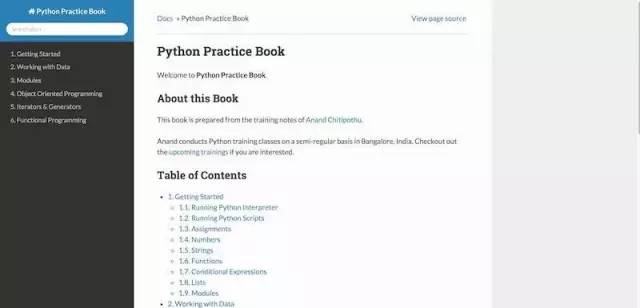 Python Practice Book
1. Getting Started
2. Working with Data
3. Modules
4. Object Oriented Programming
5. Iterators & Generators
6. Functional Programming
Docs » Python Practice Book
View page source
Python Practice Book
Welcome to Python Practice Book.
About this Book
This book is prepared from the training notes of Anand Chitipothu.
Anand conducts Python training classes on a semi-regular basis in Bangalore, India. Checkout out
the upcoming trainings if you are interested.
Table of Contents
1. Getting Started
1.1. Running Python Interpreter
1.2. Running Python Scripts
1.3. Assignments
1.4. Numbers
1.5. Strings
1.6. Functions
1.7. Conditional Expressions
1.8. Lists
1.9. Modules
2. Working with Data